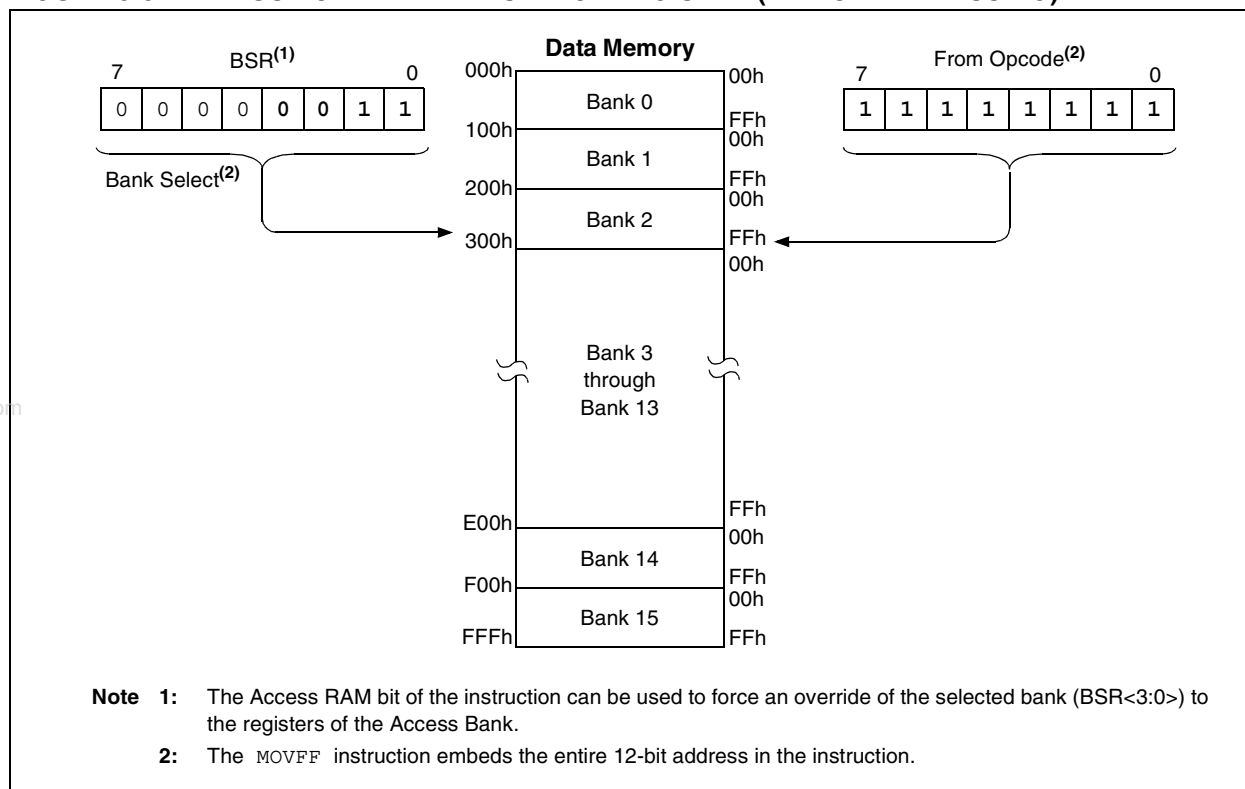 7 BSR(1) 0
0 0 0 0 0 0 1 1
Bank Select(2)
Data Memory
000h
00h
Bank 0
FFh
100h
00h
Bank 1
FFh
200h
00h
Bank 2
FFh
300h
00h
Bank 3
through
Bank 13
FFh
E00h
00h
Bank 14
FFh
F00h
00h
Bank 15
FFFh
FFh
7 From Opcode(2) 0
1 1 1 1 1 1 1 1
om
Note 1: The Access RAM bit of the instruction can be used to force an override of the selected bank (BSR<3:0>) to
the registers of the Access Bank.
2: The MOVFF instruction embeds the entire 12-bit address in the instruction.